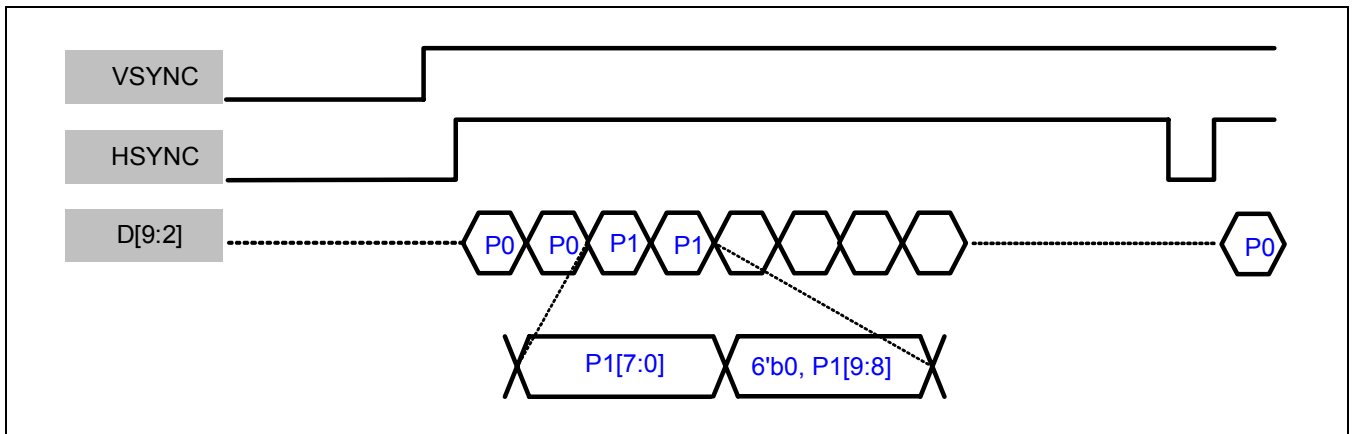 VSYNC
HSYNC
D[9:2]
P0 P0 P1 P1 P0
P1[7:0] 6'b0, P1[9:8]